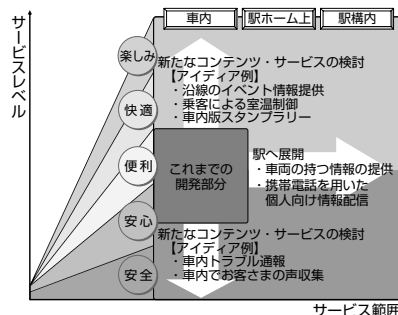 サービスレベル
車内
駅ホーム上
駅構内
楽しみ
新たなコンテンツ・サービスの検討
【アイディア例】
・沿線のイベント情報提供
・乗客による室温制御
・車内版スタンプラリー
快適
便利
これまでの
開発部分
駅へ展開
・車両の持つ情報の提供
・携帯電話を用いた
個人向け情報配信
安心
新たなコンテンツ・サービスの検討
【アイディア例】
・車内トラブル通報
・車内でお客さまの声収集
安全
サービス範囲